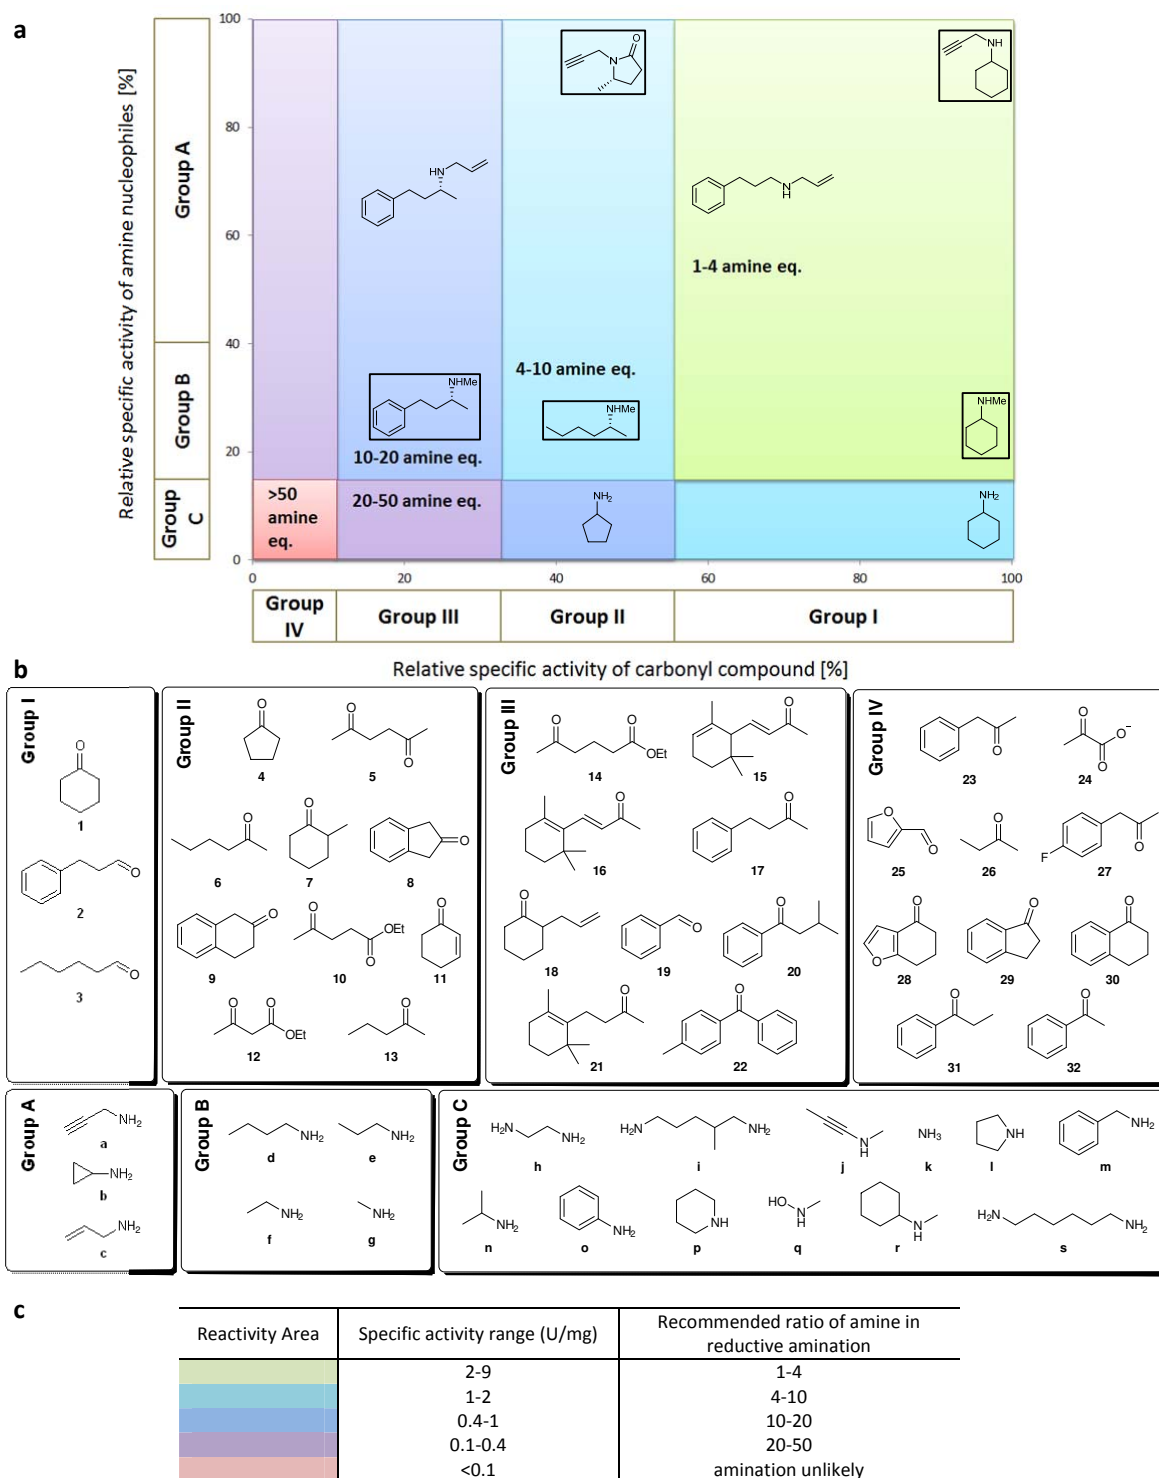 a
Relative specific activity of amine nucleophiles [%]
Group A
Group B
Group C
100
80
60
40
20
0
O
N
NH
HN
N
H
1-4 amine eq.
4-10 amine eq.
NHMe
NHMe
NHMe
10-20 amine eq.
>50 amine eq.
20-50 amine eq.
NH2
NH2
0
20
40
60
80
100
Group IV
Group III
Group II
Group I
Relative specific activity of carbonyl compound [%]
b
Group I
O
1
O
2
O
3
Group II
O
4
O
O
5
O
6
O
7
O
8
O
9
O
OEt
O
10
O
11
O
O
OEt
12
O
13
Group III
O
O
OEt
14
O
15
O
16
O
17
O
18
O
19
O
20
O
21
O
22
Group IV
O
23
O
O−
O
24
O
O
25
O
26
F
O
27
O
O
28
O
29
O
30
O
31
O
32
Group A
NH2
a
NH2
b
NH2
c
Group B
NH2
d
NH2
e
NH2
f
NH2
g
Group C
H2N
NH2
h
H2N
NH2
i
N
H
j
NH3
k
NH
l
NH2
m
NH2
n
NH2
o
NH
p
HO
N
H
q
N
H
r
NH2
NH2
s
c
Reactivity Area
Specific activity range (U/mg)
Recommended ratio of amine in
reductive amination
2-9
1-4
1-2
4-10
0.4-1
10-20
0.1-0.4
20-50
<0.1
amination unlikely